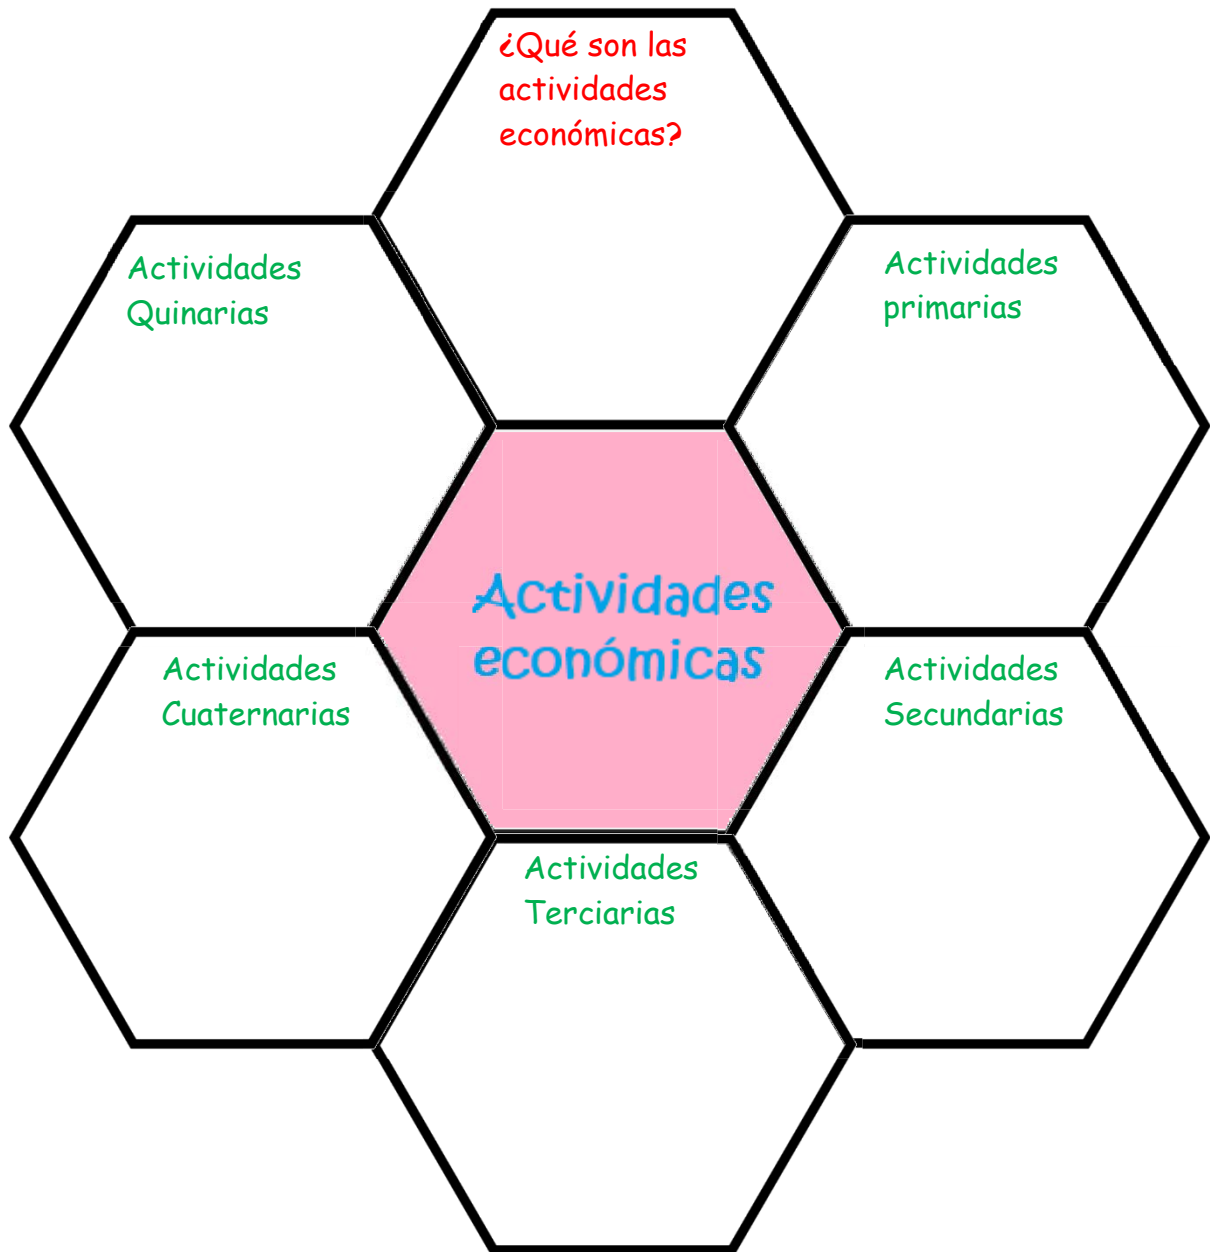 ¿Qué son las
actividades
económicas?
Actividades
Quinarias
Actividades
primarias
Actividades
económicas
Actividades
Cuaternarias
Actividades
Secundarias
Actividades
Terciarias